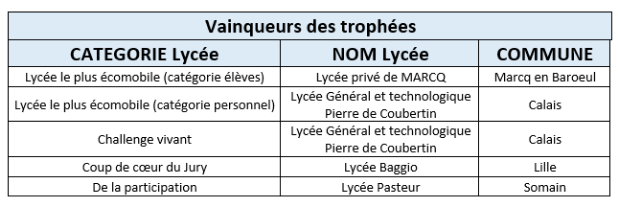 Vainqueurs des trophées
CATEGORIE Lycée NOM Lycée COMMUNE
Lycée le plus écomobile (catégorie élèves) Lycée privé de MARCQ Marcq en Baroeul
Lycée le plus écomobile (catégorie personnel) Lycée Général et technologique Pierre de Coubertin Calais
Challenge vivant Lycée Général et technologique Pierre de Coubertin Calais
Coup de cœur du Jury Lycée Baggio Lille
De la participation Lycée Pasteur Somain